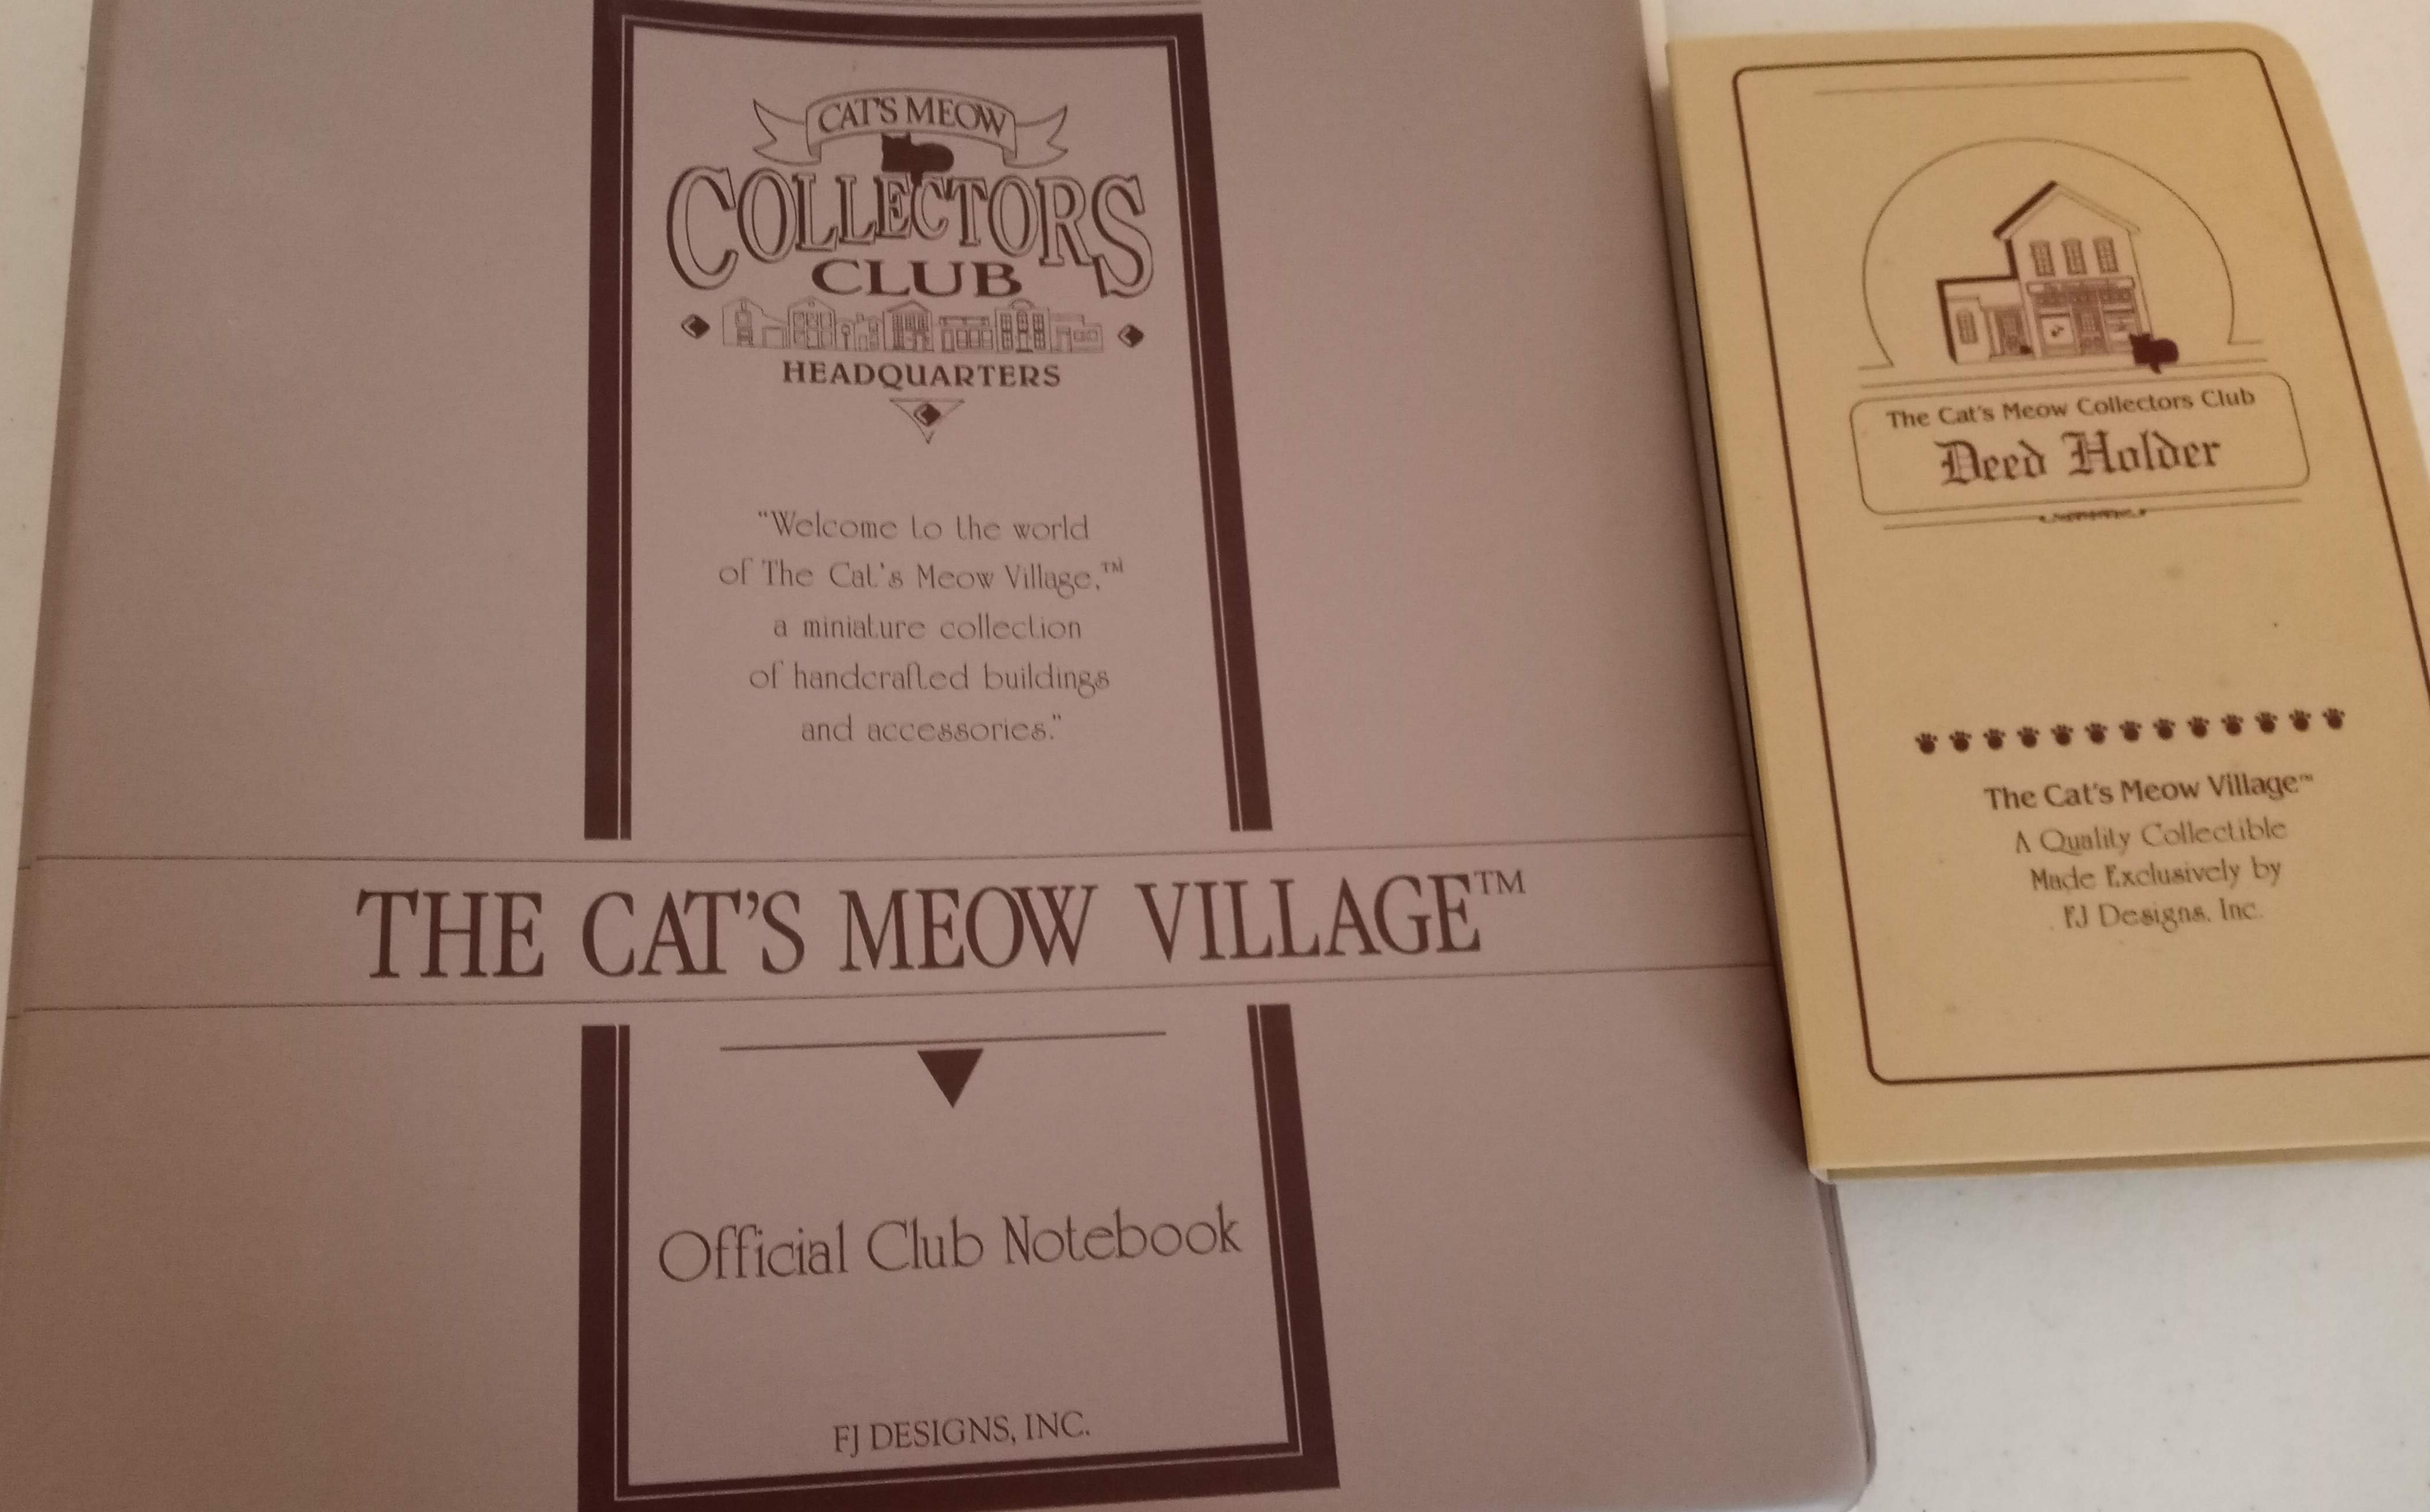 CAT'S MEOW
COLLECTORS
CLUB
HEADQUARTERS
"Welcome to the world
of The Cat's Meow Village,™
a miniature collection
of handcrafted buildings
and accessories."
THE CAT'S MEOW VILLAGE™
Official Club Notebook
FJ DESIGNS, INC.
The Cat's Meow Collectors Club
Deed Holder
The Cat's Meow Village™
A Quality Collectible
Made Exclusively by
FJ Designs, Inc.